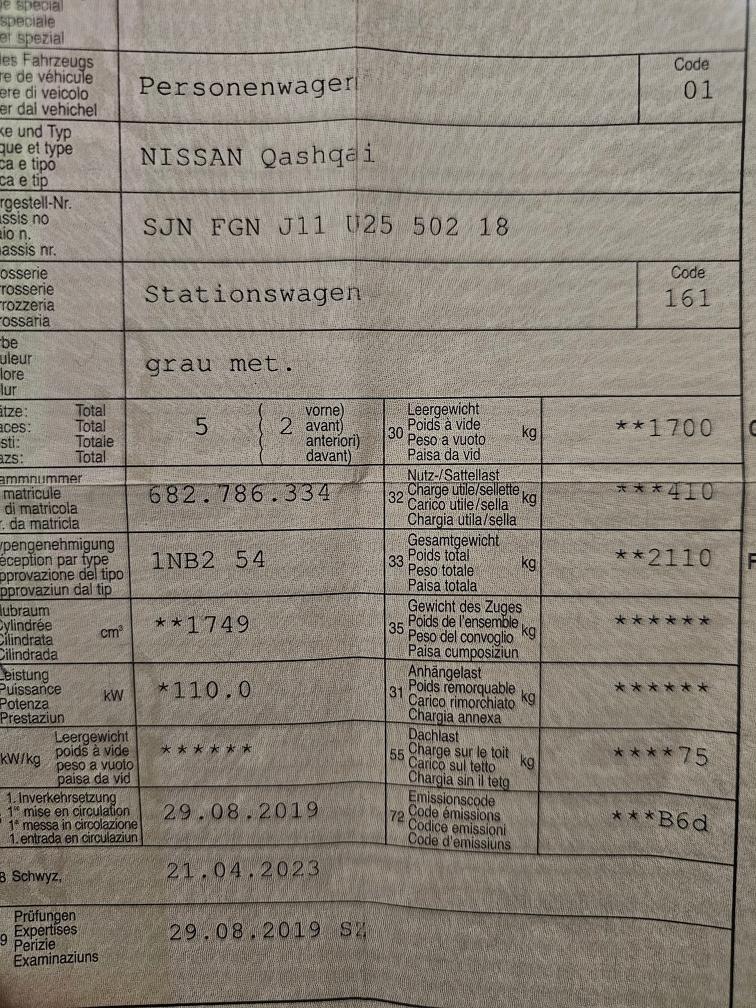 speciale
spezial
es Fahrzeugs
re de véhicule
ere di veicolo
er dal vehichel
Personenwagen
Code
01
und Typ
que et type
ca e tipo
ca e tip
NISSAN Qashqai
rgestell-Nr.
assis no
aio n.
assis nr.
SJN FGN J11 U25 502 18
osserie
rosserie
rrozzeria
rossaria
Stationswagen
Code
161
rbe
uleur
lore
lur
grau met.
ätze: Total
aces: Total
sti: Totale
azs: Total
5
2
vorne)
avant)
anteriori)
davant)
30
Leergewicht
Poids à vide
Peso a vuoto
Paisa da vid
kg
**1700
ammnummer
matricule
di matricola
r. da matricla
682.786.334
32
Nutz-/Sattellast
Charge utile/sellette
Carico utile/sella
Chargia utila/sella
kg
***410
ypengenehmigung
éception par type
pprovazione del tipo
pprovaziun dal tip
1NB2 54
33
Gesamtgewicht
Poids total
Peso totale
Paisa totala
kg
**2110
F
lubraum
Cylindrée
Cilindrata
Cilindrada
cm³
**1749
35
Gewicht des Zuges
Poids de l'ensemble
Peso del convoglio
Paisa cumposiziun
kg
******
Leistung
Puissance
Potenza
Prestaziun
kW
*110.0
31
Anhängelast
Poids remorquable
Carico rimorchiato
Chargia annexa
kg
******
kW/kg
Leergewicht
poids à vide
peso a vuoto
paisa da vid
******
55
Dachlast
Charge sur le toit
Carico sul tetto
Chargia sin il tetg
kg
****75
1. Inverkehrsetzung
1re mise en circulation
1a messa in circolazione
1. entrada en circulaziun
29.08.2019
72
Emissionscode
Code émissions
Codice emissioni
Code d'emissiuns
***B6d
8 Schwyz,
21.04.2023
9
Prüfungen
Expertises
Perizie
Examinaziuns
29.08.2019 SZ